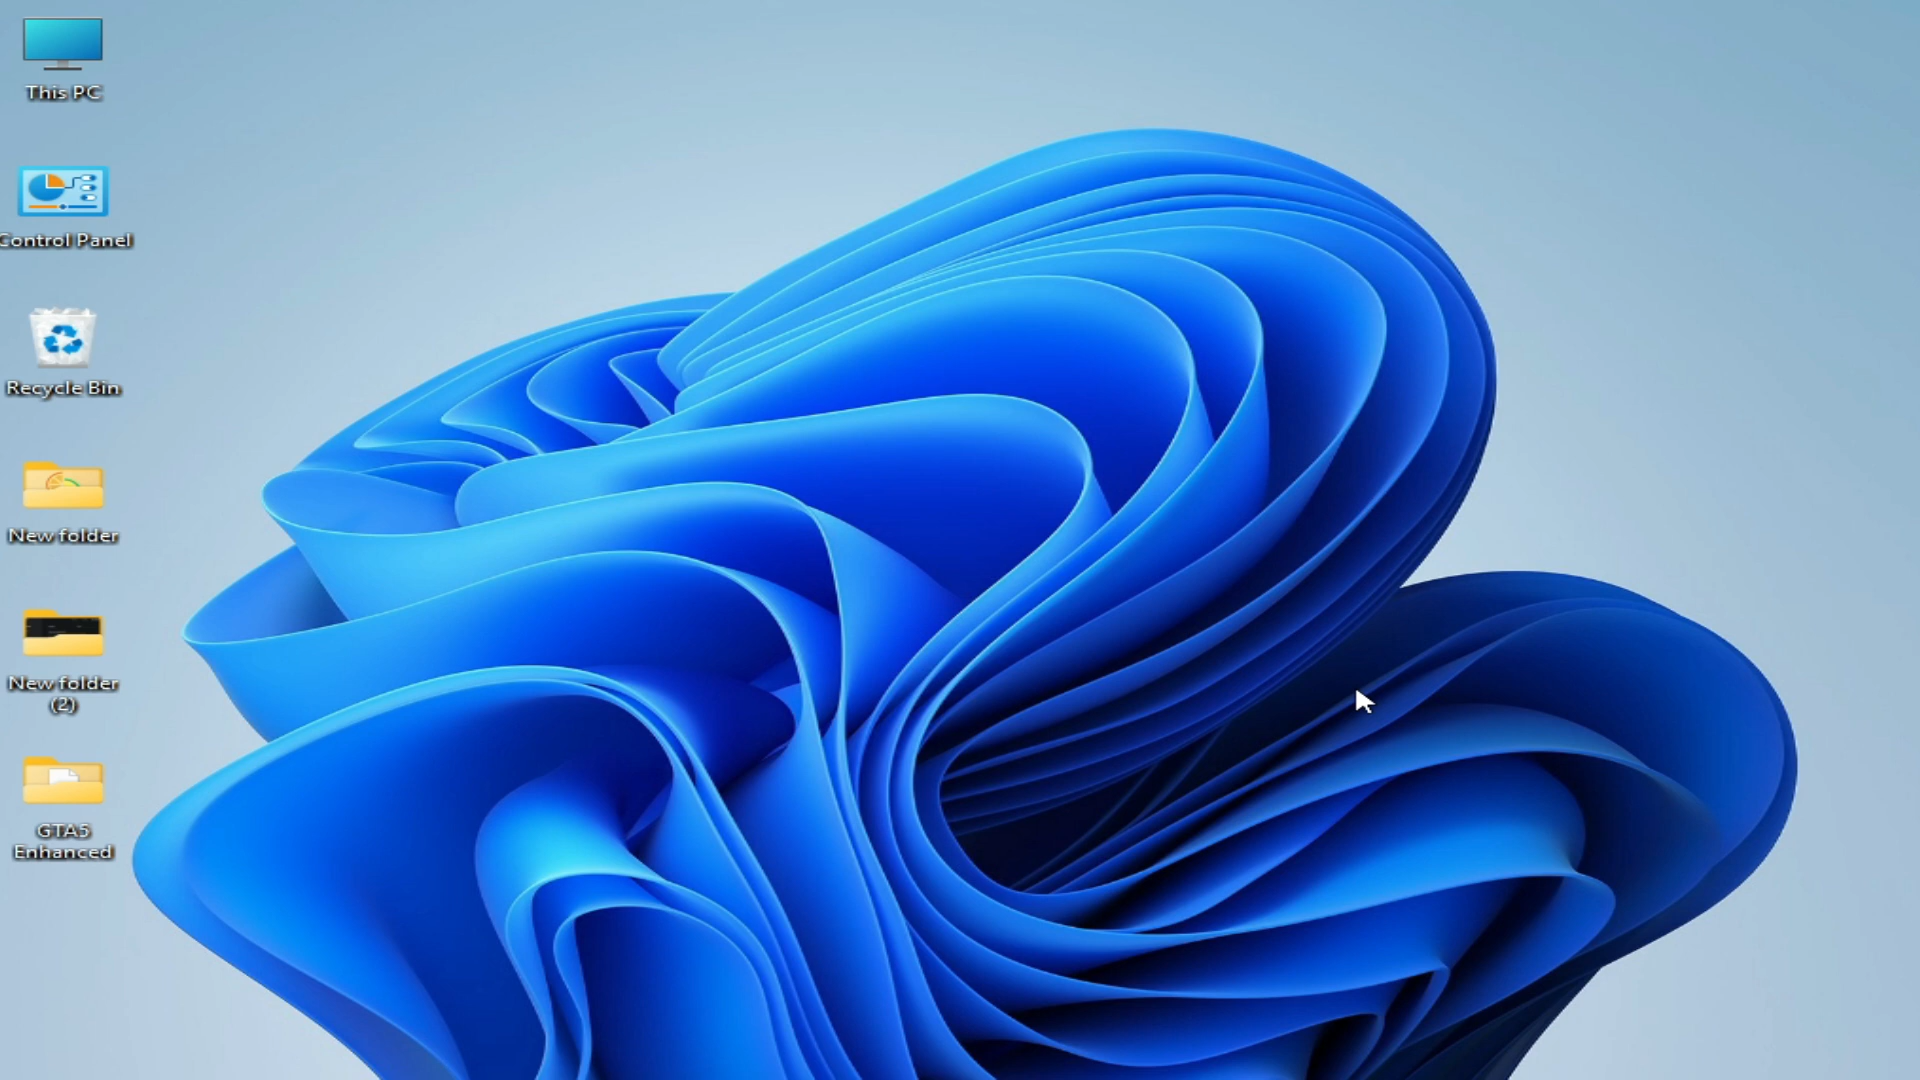 This PC
Control Panel
Recycle Bin
New folder
New folder
(2)
GTA5
Enhanced